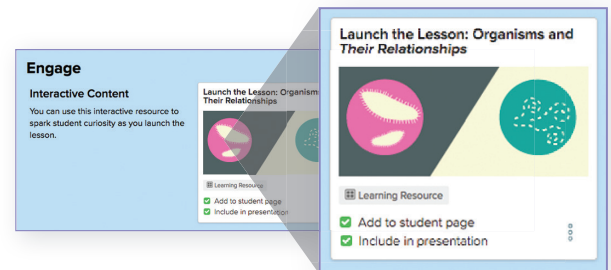 Engage
Interactive Content
You can use this interactive resource to
spark student curiosity as you launch the
lesson.
Launch the Lesson: Organisms
Their Relationships
Learning Resource
Add to student page
Include in presentation
Launch the Lesson: Organisms and
Their Relationships
Learning Resource
Add to student page
Include in presentation